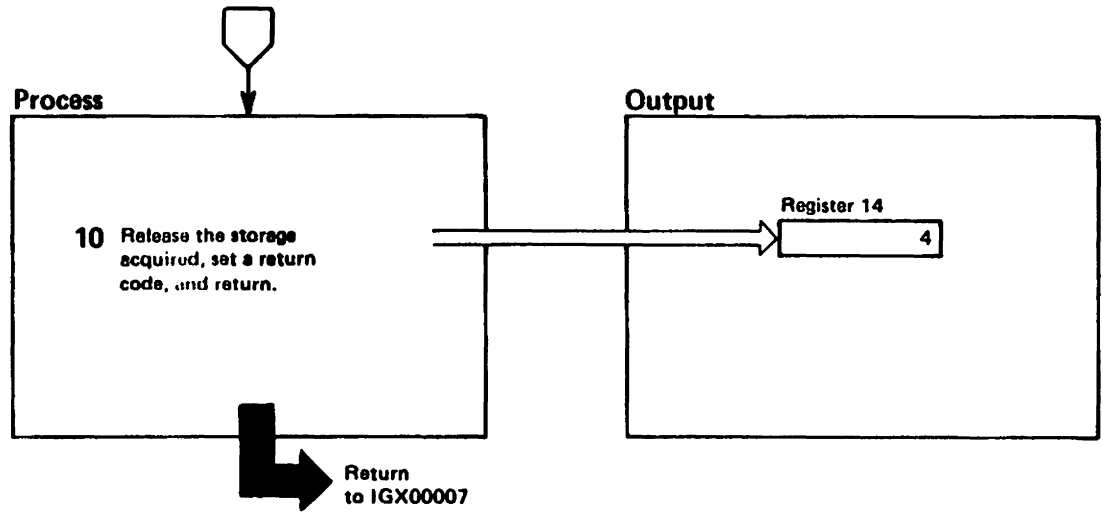 Process
Output
Register 14
4
10 Release the storage
acquired, set a return
code, and return.
Return
to IGX00007